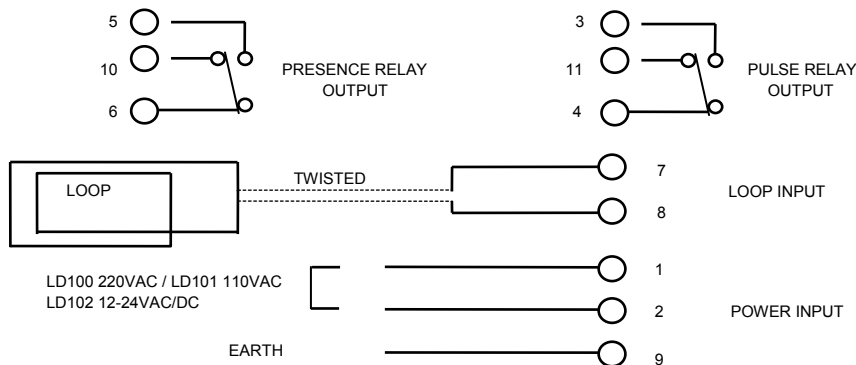 5
10
6
PRESENCE RELAY
OUTPUT
3
11
4
PULSE RELAY
OUTPUT
LOOP
TWISTED
7
8
LOOP INPUT
LD100 220VAC / LD101 110VAC
LD102 12-24VAC/DC
1
2
POWER INPUT
EARTH
9